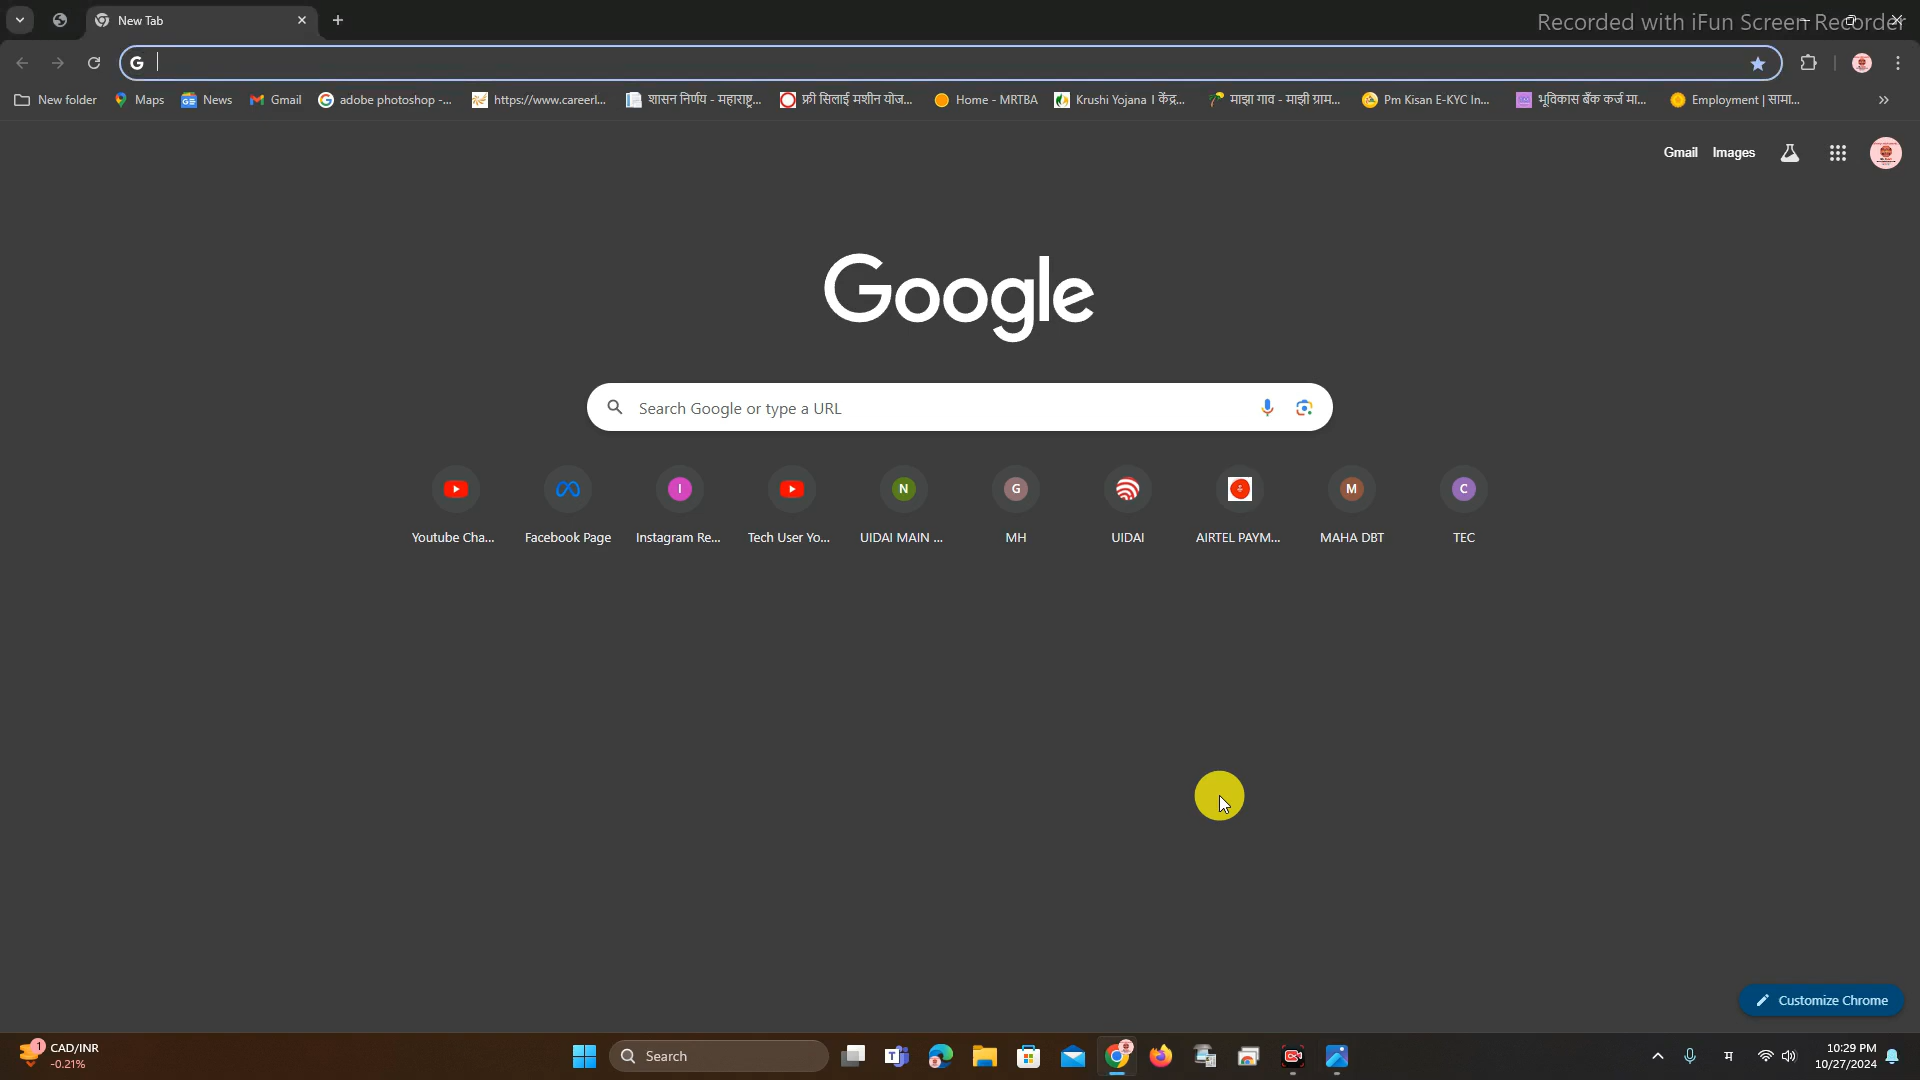 New Tab
Recorded with iFun Screen Recorder
New folder
Maps
News
Gmail
adobe photoshop -...
https://www.careerl...
शासन निर्णय - महाराष्ट्र...
फ्री सिलाई मशीन योज...
Home - MRTBA
Krushi Yojana । केंद्र...
माझा गाव - माझी ग्राम...
Pm Kisan E-KYC In...
भूविकास बँक कर्ज मा...
Employment | सामा...
Gmail
Images
Google
Search Google or type a URL
Youtube Cha...
Facebook Page
Instagram Re...
Tech User Yo...
UIDAI MAIN ...
MH
UIDAI
AIRTEL PAYM...
MAHA DBT
TEC
I
N
G
M
C
Customize Chrome
1
CAD/INR
-0.21%
Search
म
10:29 PM
10/27/2024